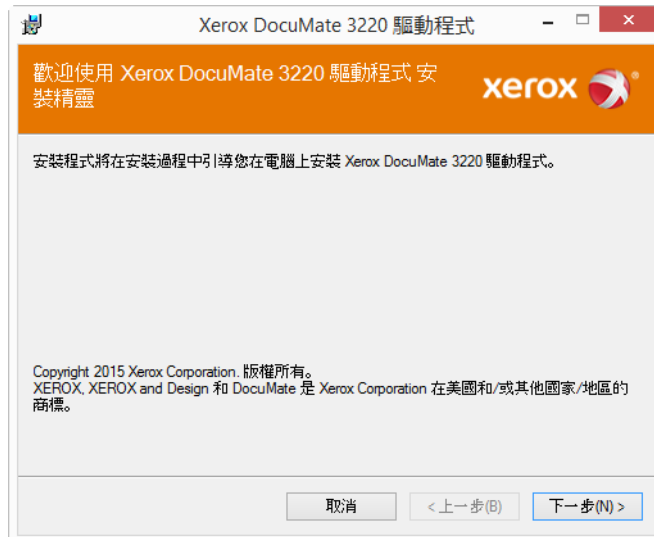 Xerox DocuMate 3220 驅動程式
歡迎使用 Xerox DocuMate 3220 驅動程式 安
裝精靈
xerox
安裝程式將在安裝過程中引導您在電腦上安裝 Xerox DocuMate 3220 驅動程式。
Copyright 2015 Xerox Corporation. 版權所有。
XEROX, XEROX and Design 和 DocuMate 是 Xerox Corporation 在美國和/或其他國家/地區的
商標。
取消
<上一步(B)
下一步(N) >